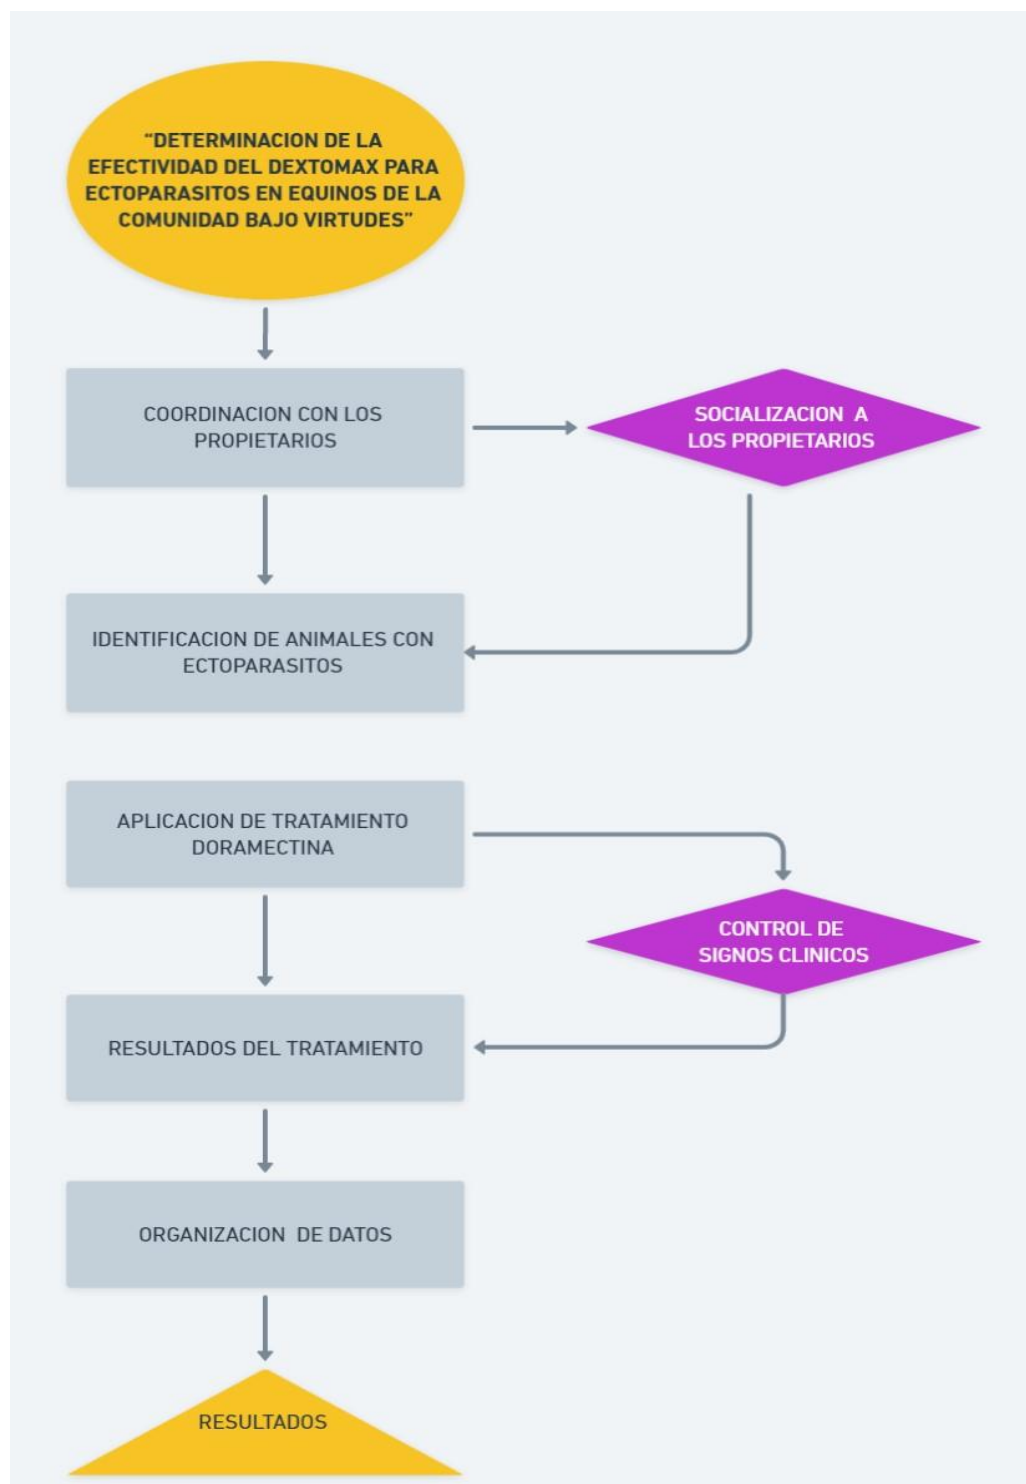 “DETERMINACION DE LA
EFECTIVIDAD DEL DEXTOMAX PARA
ECTOPARASITOS EN EQUINOS DE LA
COMUNIDAD BAJO VIRTUDES”
COORDINACION CON LOS
PROPIETARIOS
SOCIALIZACION A
LOS PROPIETARIOS
IDENTIFICACION DE ANIMALES CON
ECTOPARASITOS
APLICACION DE TRATAMIENTO
DORAMECTINA
CONTROL DE
SIGNOS CLINICOS
RESULTADOS DEL TRATAMIENTO
ORGANIZACION DE DATOS
RESULTADOS